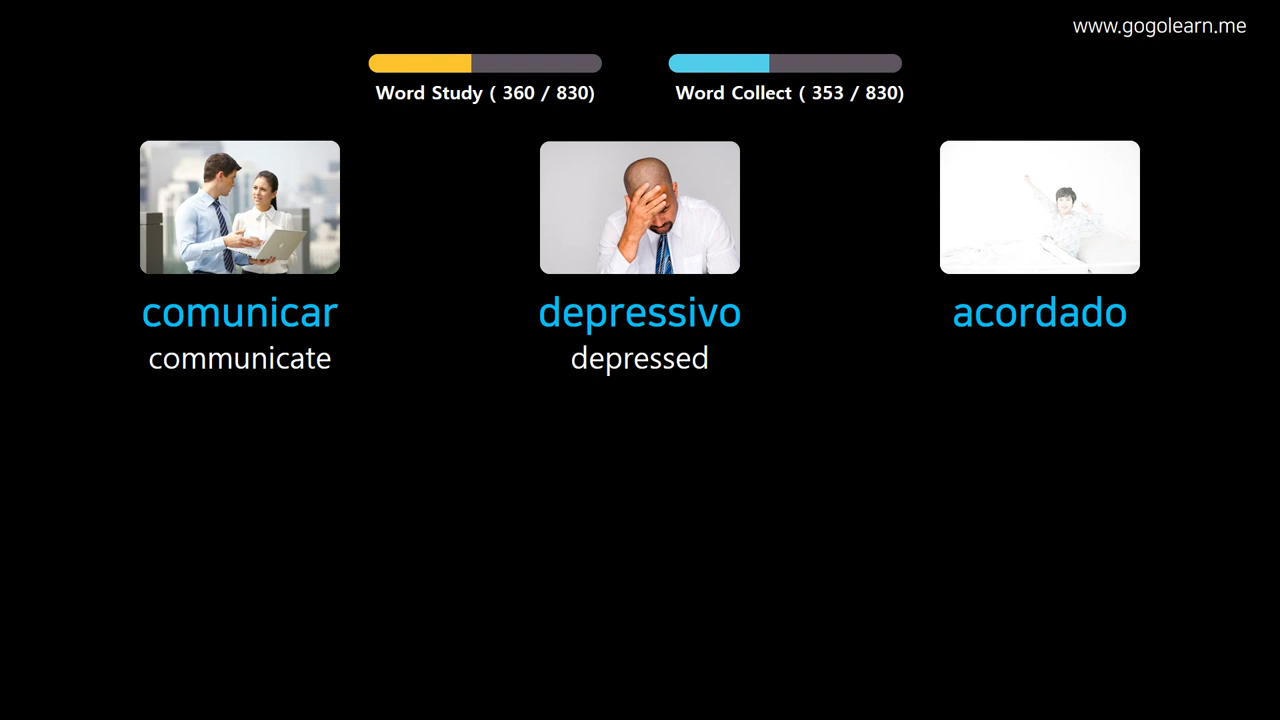 www.gogolearn.me
Word Study ( 360 / 830)
Word Collect ( 353 / 830)
comunicar
communicate
depressivo
depressed
acordado